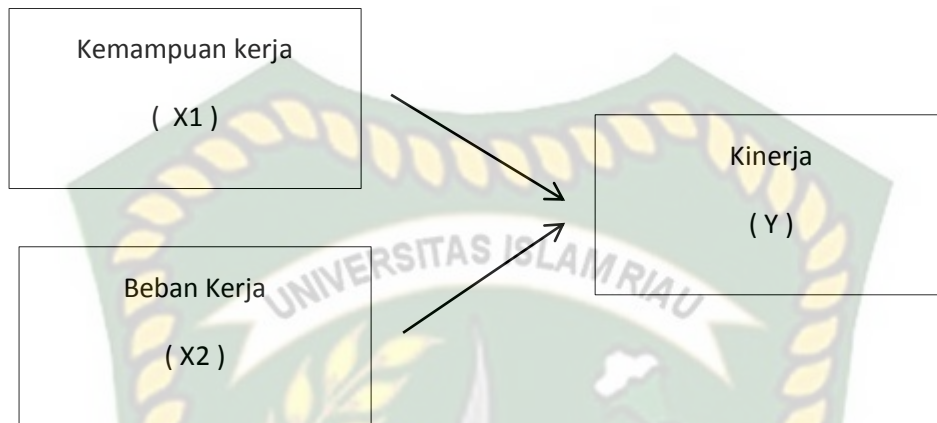 Kemampuan kerja
( X1 )
Kinerja
( Y )
Beban Kerja
( X2 )
UNIVERSITAS ISLAM RIAU